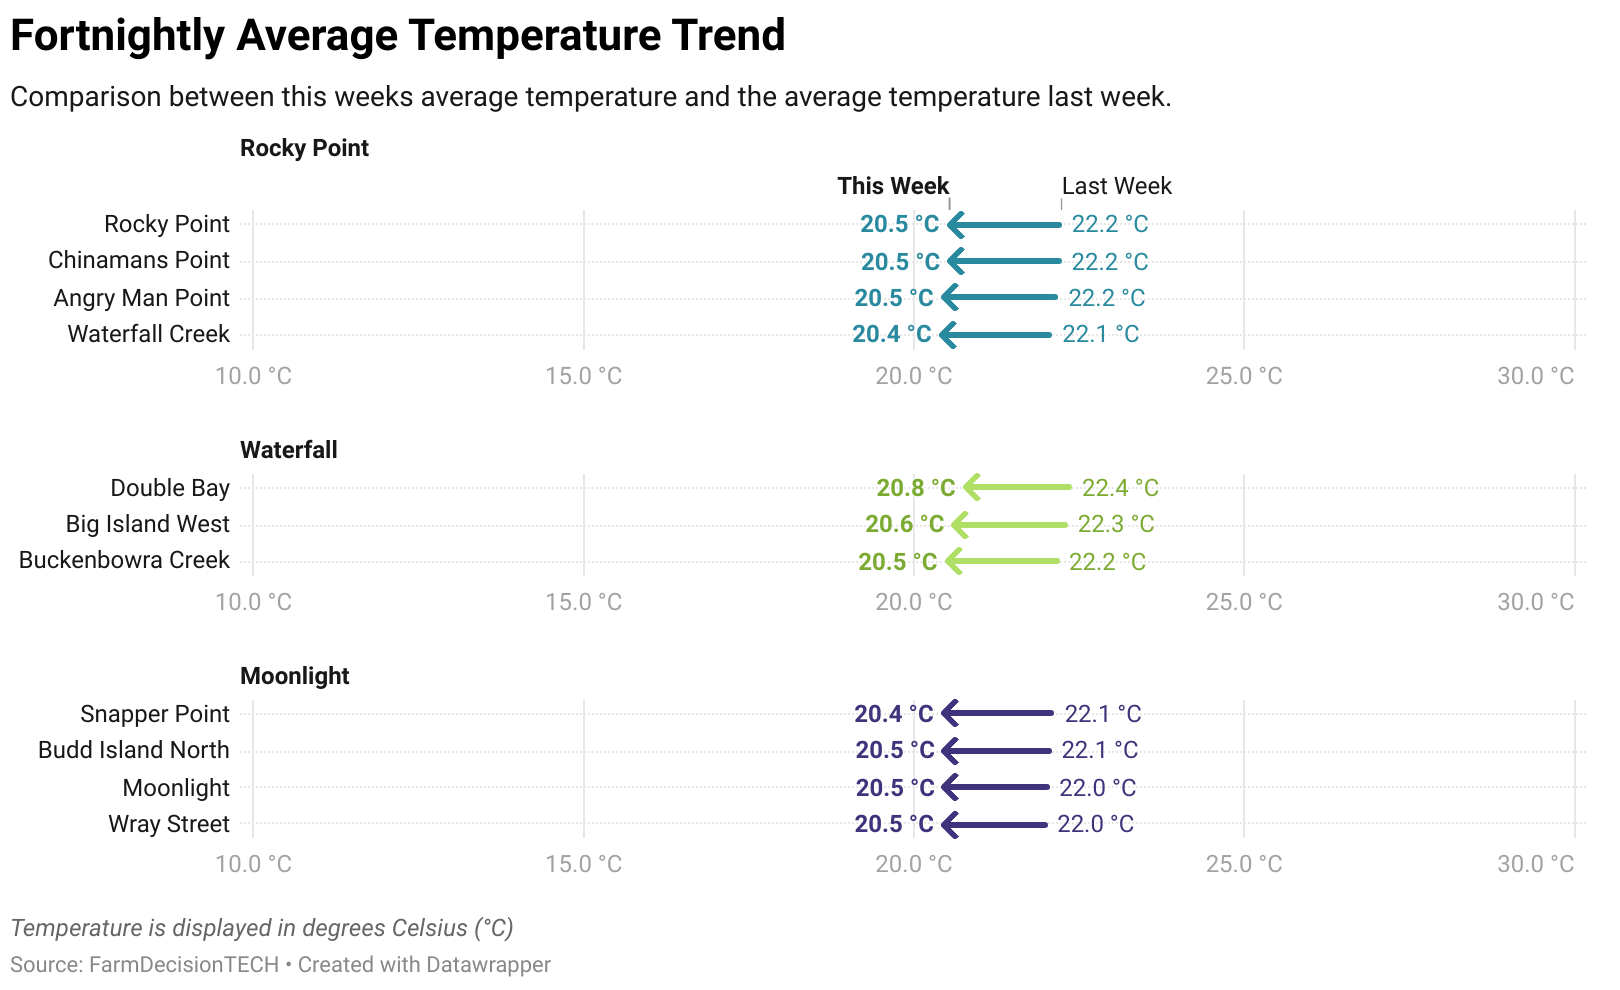 Fortnightly Average Temperature Trend
Comparison between this weeks average temperature and the average temperature last week.
Rocky Point
This Week Last Week
Rocky Point 20.5 °C 22.2 °C
Chinamans Point 20.5 °C 22.2 °C
Angry Man Point 20.5 °C 22.2 °C
Waterfall Creek 20.4 °C 22.1 °C
10.0 °C 15.0 °C 20.0 °C 25.0 °C 30.0 °C
Waterfall
Double Bay 20.8 °C 22.4 °C
Big Island West 20.6 °C 22.3 °C
Buckenbowra Creek 20.5 °C 22.2 °C
10.0 °C 15.0 °C 20.0 °C 25.0 °C 30.0 °C
Moonlight
Snapper Point 20.4 °C 22.1 °C
Budd Island North 20.5 °C 22.1 °C
Moonlight 20.5 °C 22.0 °C
Wray Street 20.5 °C 22.0 °C
10.0 °C 15.0 °C 20.0 °C 25.0 °C 30.0 °C
Temperature is displayed in degrees Celsius (°C)
Source: FarmDecisionTECH • Created with Datawrapper